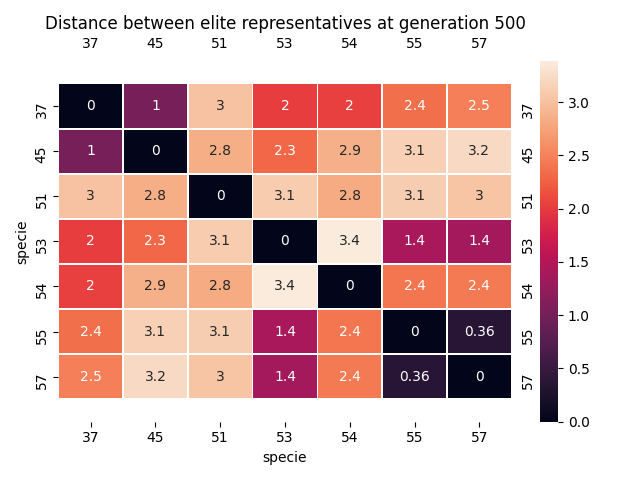 Distance between elite representatives at generation 500
37 45 51 53 54 55 57
37 0 1 3 2 2 2.4 2.5 37
45 1 0 2.8 2.3 2.9 3.1 3.2 45
51 3 2.8 0 3.1 2.8 3.1 3 51
53 2 2.3 3.1 0 3.4 1.4 1.4 53
54 2 2.9 2.8 3.4 0 2.4 2.4 54
55 2.4 3.1 3.1 1.4 2.4 0 0.36 55
57 2.5 3.2 3 1.4 2.4 0.36 0 57
37 45 51 53 54 55 57
specie
specie
3.0
2.5
2.0
1.5
1.0
0.5
0.0